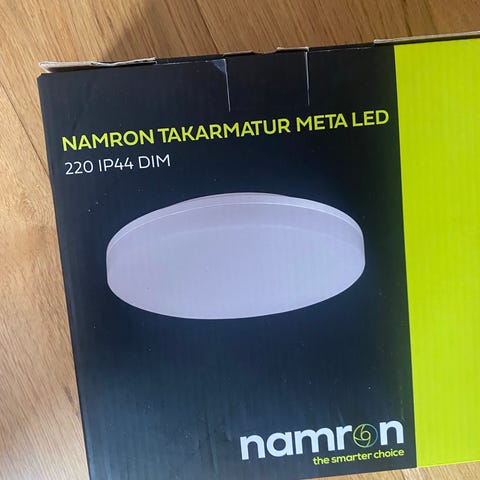 NAMRON TAKARMATUR META LED
220 IP44 DIM
namron
the smarter choice